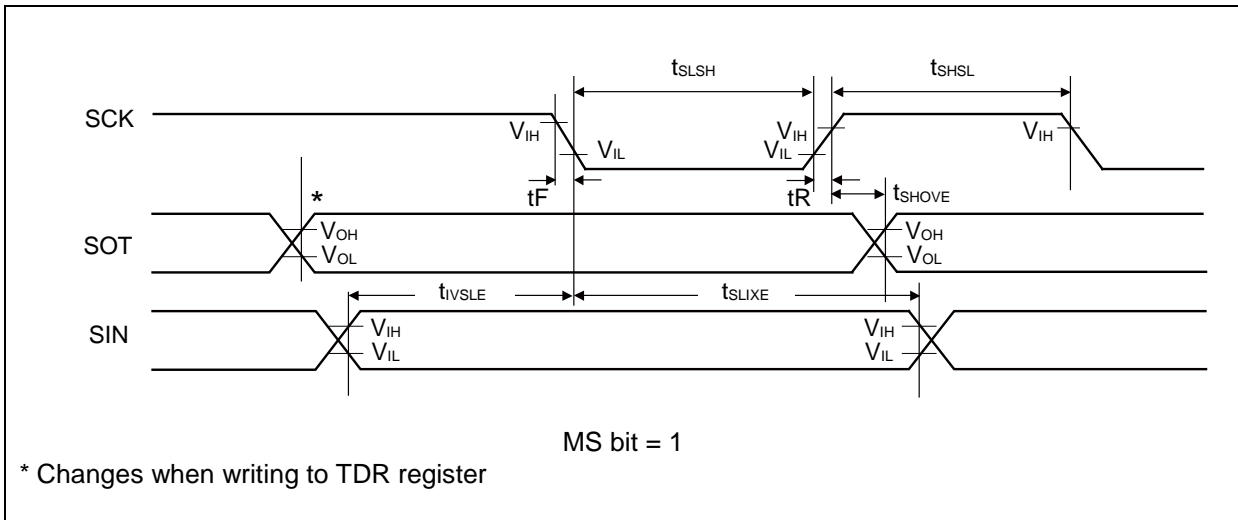 tSLSH
tSHSL
SCK
VIH
VIL
VIL
VIH
VIH
tF
tR
tSHOVE
*
SOT
VOH
VOL
VOH
VOL
tIVSLE
tSLIXE
SIN
VIH
VIL
VIH
VIL
MS bit = 1
* Changes when writing to TDR register